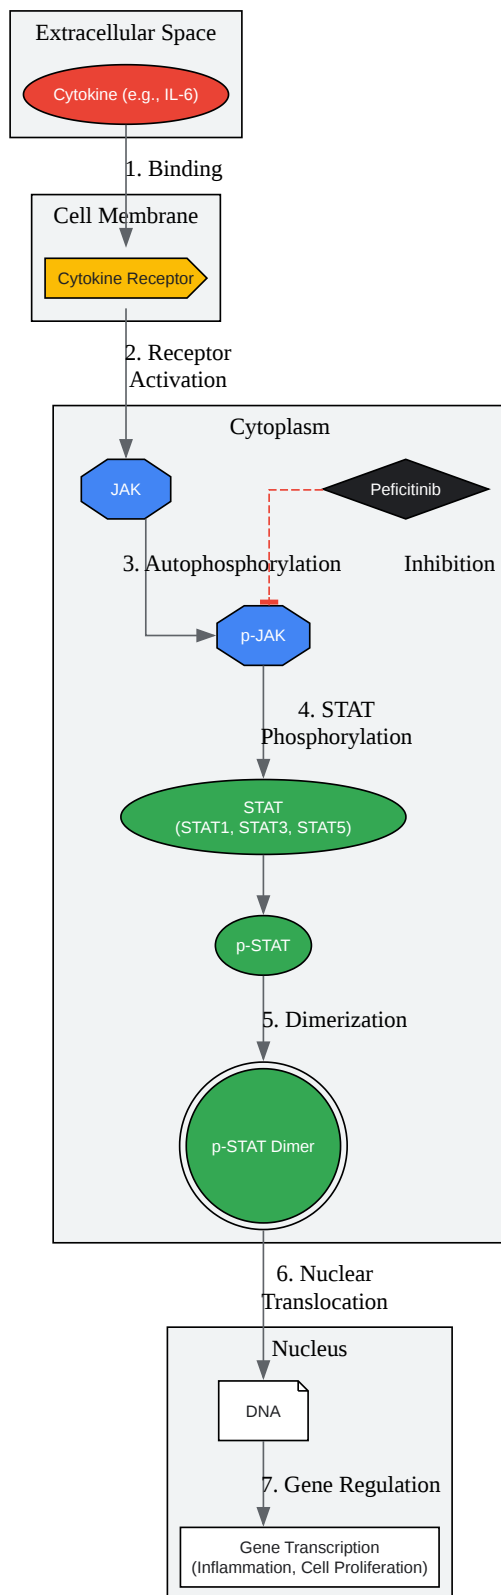 Extracellular Space
Cytokine (e.g., IL-6)
1. Binding
Cell Membrane
Cytokine Receptor
2. Receptor
Activation
Cytoplasm
JAK
Peficitinib
3. Autophosphorylation
Inhibition
p-JAK
4. STAT
Phosphorylation
STAT
(STAT1, STAT3, STAT5)
p-STAT
5. Dimerization
p-STAT Dimer
6. Nuclear
Translocation
Nucleus
DNA
7. Gene Regulation
Gene Transcription
(Inflammation, Cell Proliferation)